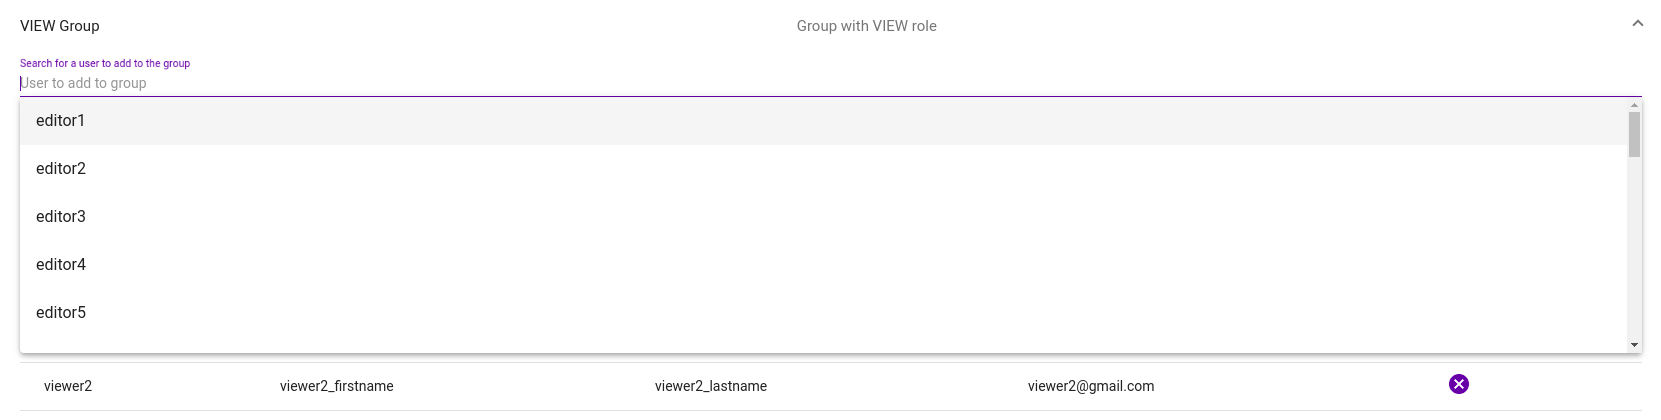 VIEW Group
Group with VIEW role
Search for a user to add to the group
User to add to group
editor1
editor2
editor3
editor4
editor5
viewer2 viewer2_firstname viewer2_lastname viewer2@gmail.com